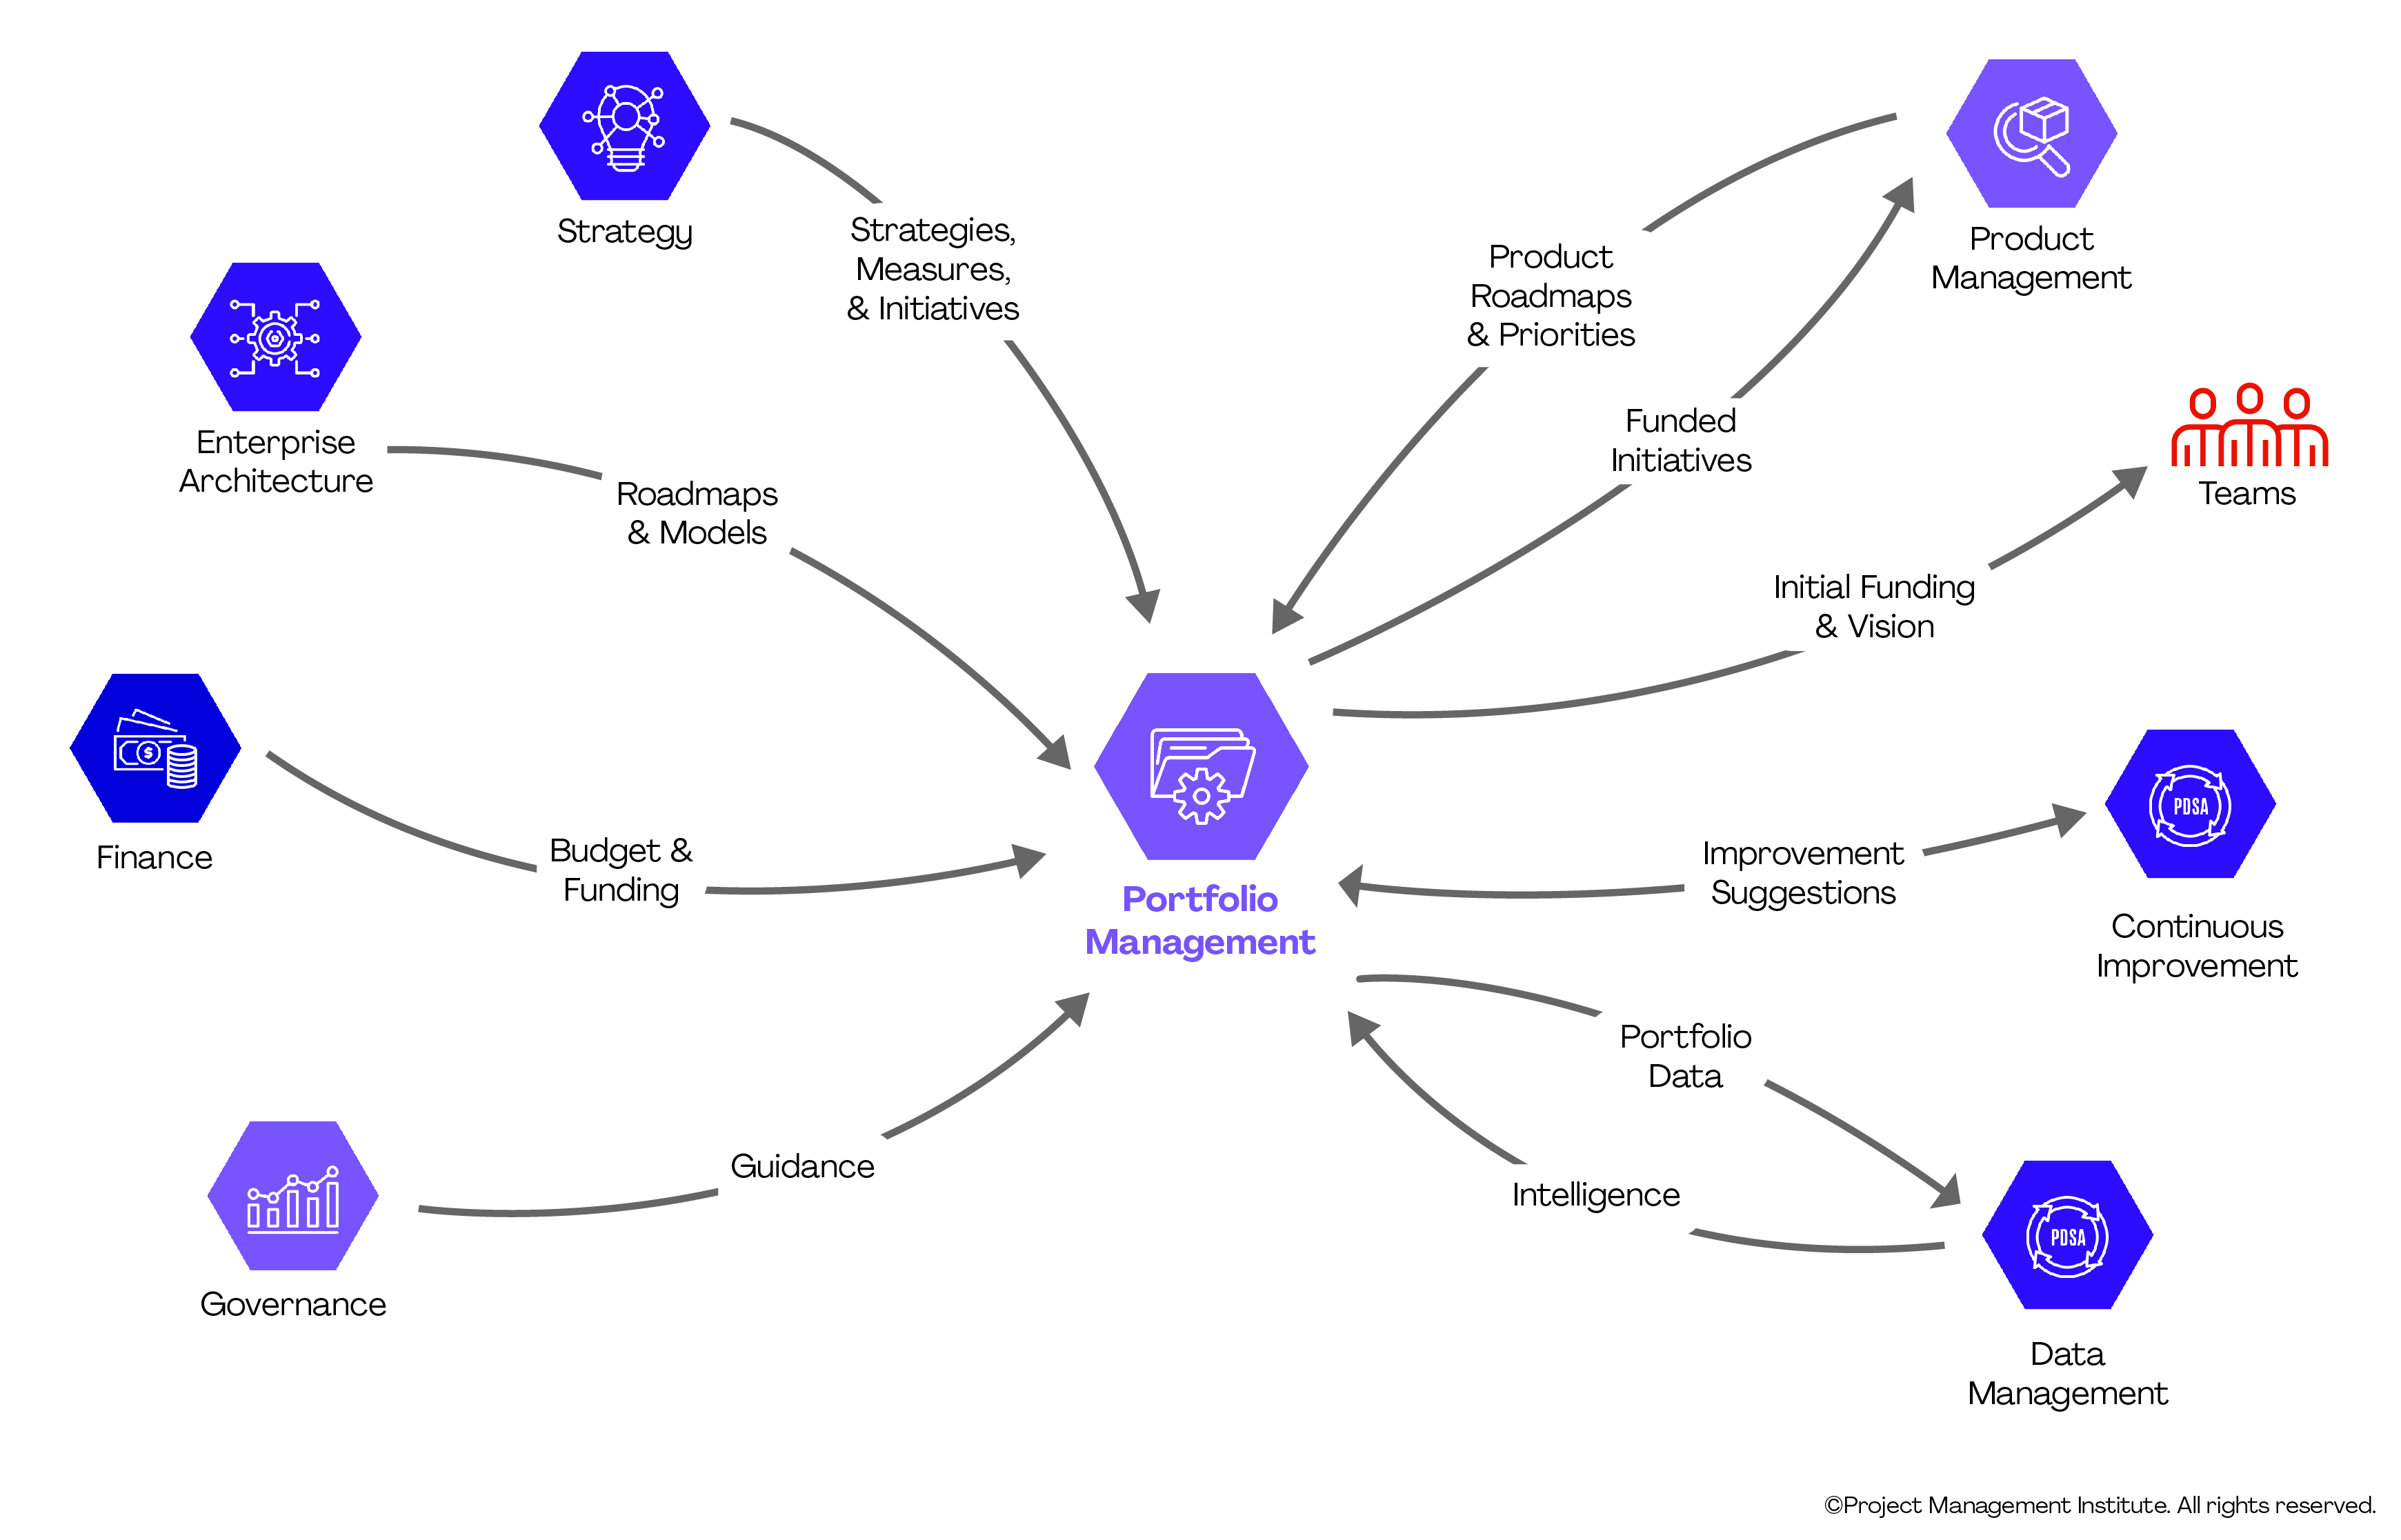 Strategy
Strategies,
Measures,
& Initiatives
Enterprise
Architecture
Roadmaps
& Models
Finance
Budget &
Funding
Governance
Guidance
Portfolio
Management
Product
Roadmaps
& Priorities
Product
Management
Funded
Initiatives
Teams
Initial Funding
& Vision
PDSA
Improvement
Suggestions
Continuous
Improvement
Portfolio
Data
Intelligence
PDSA
Data
Management
©Project Management Institute. All rights reserved.